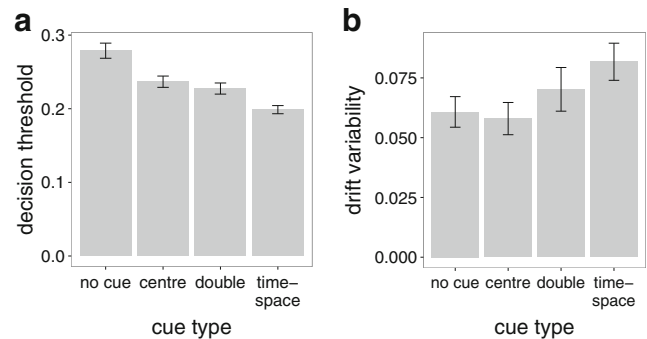 a
decision threshold
0.3
0.2
0.1
0.0
no cue centre double time–
space
cue type
b
drift variability
0.075
0.050
0.025
0.000
no cue centre double time–
space
cue type